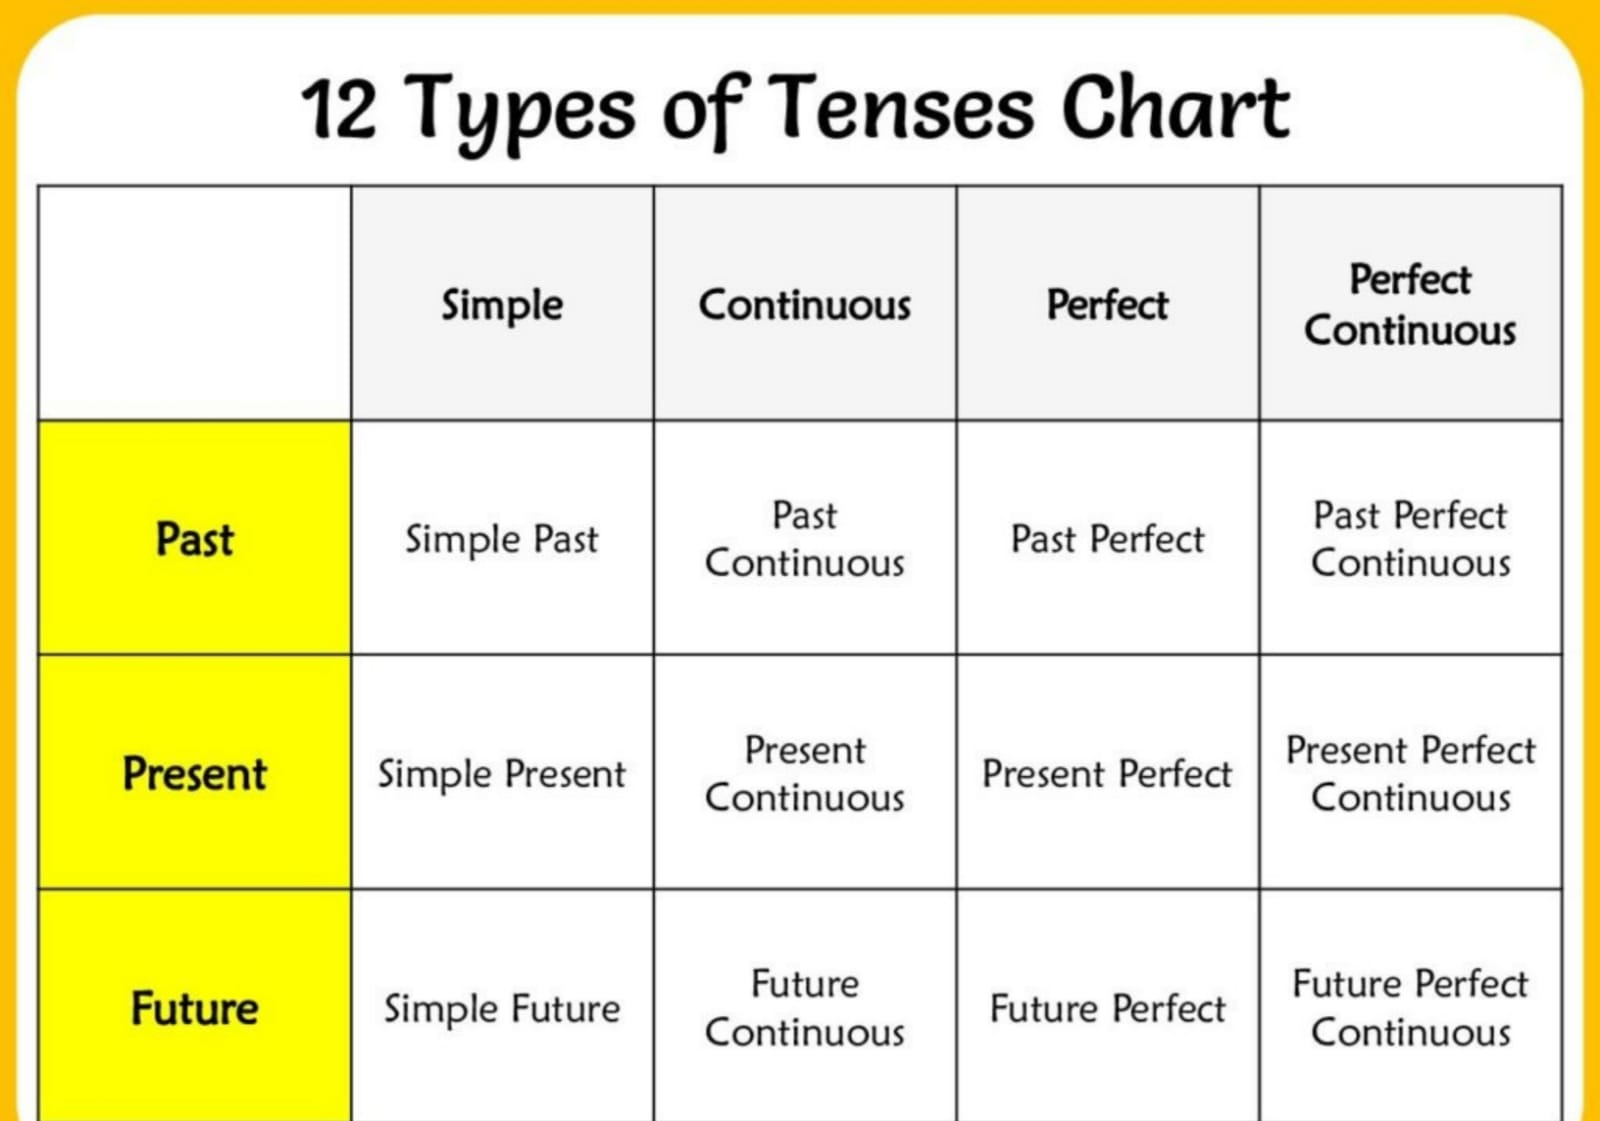 12 Types of Tenses Chart
Simple
Continuous
Perfect
Perfect
Continuous
Past
Simple Past
Past
Continuous
Past Perfect
Past Perfect
Continuous
Present
Simple Present
Present
Continuous
Present Perfect
Present Perfect
Continuous
Future
Simple Future
Future
Continuous
Future Perfect
Future Perfect
Continuous